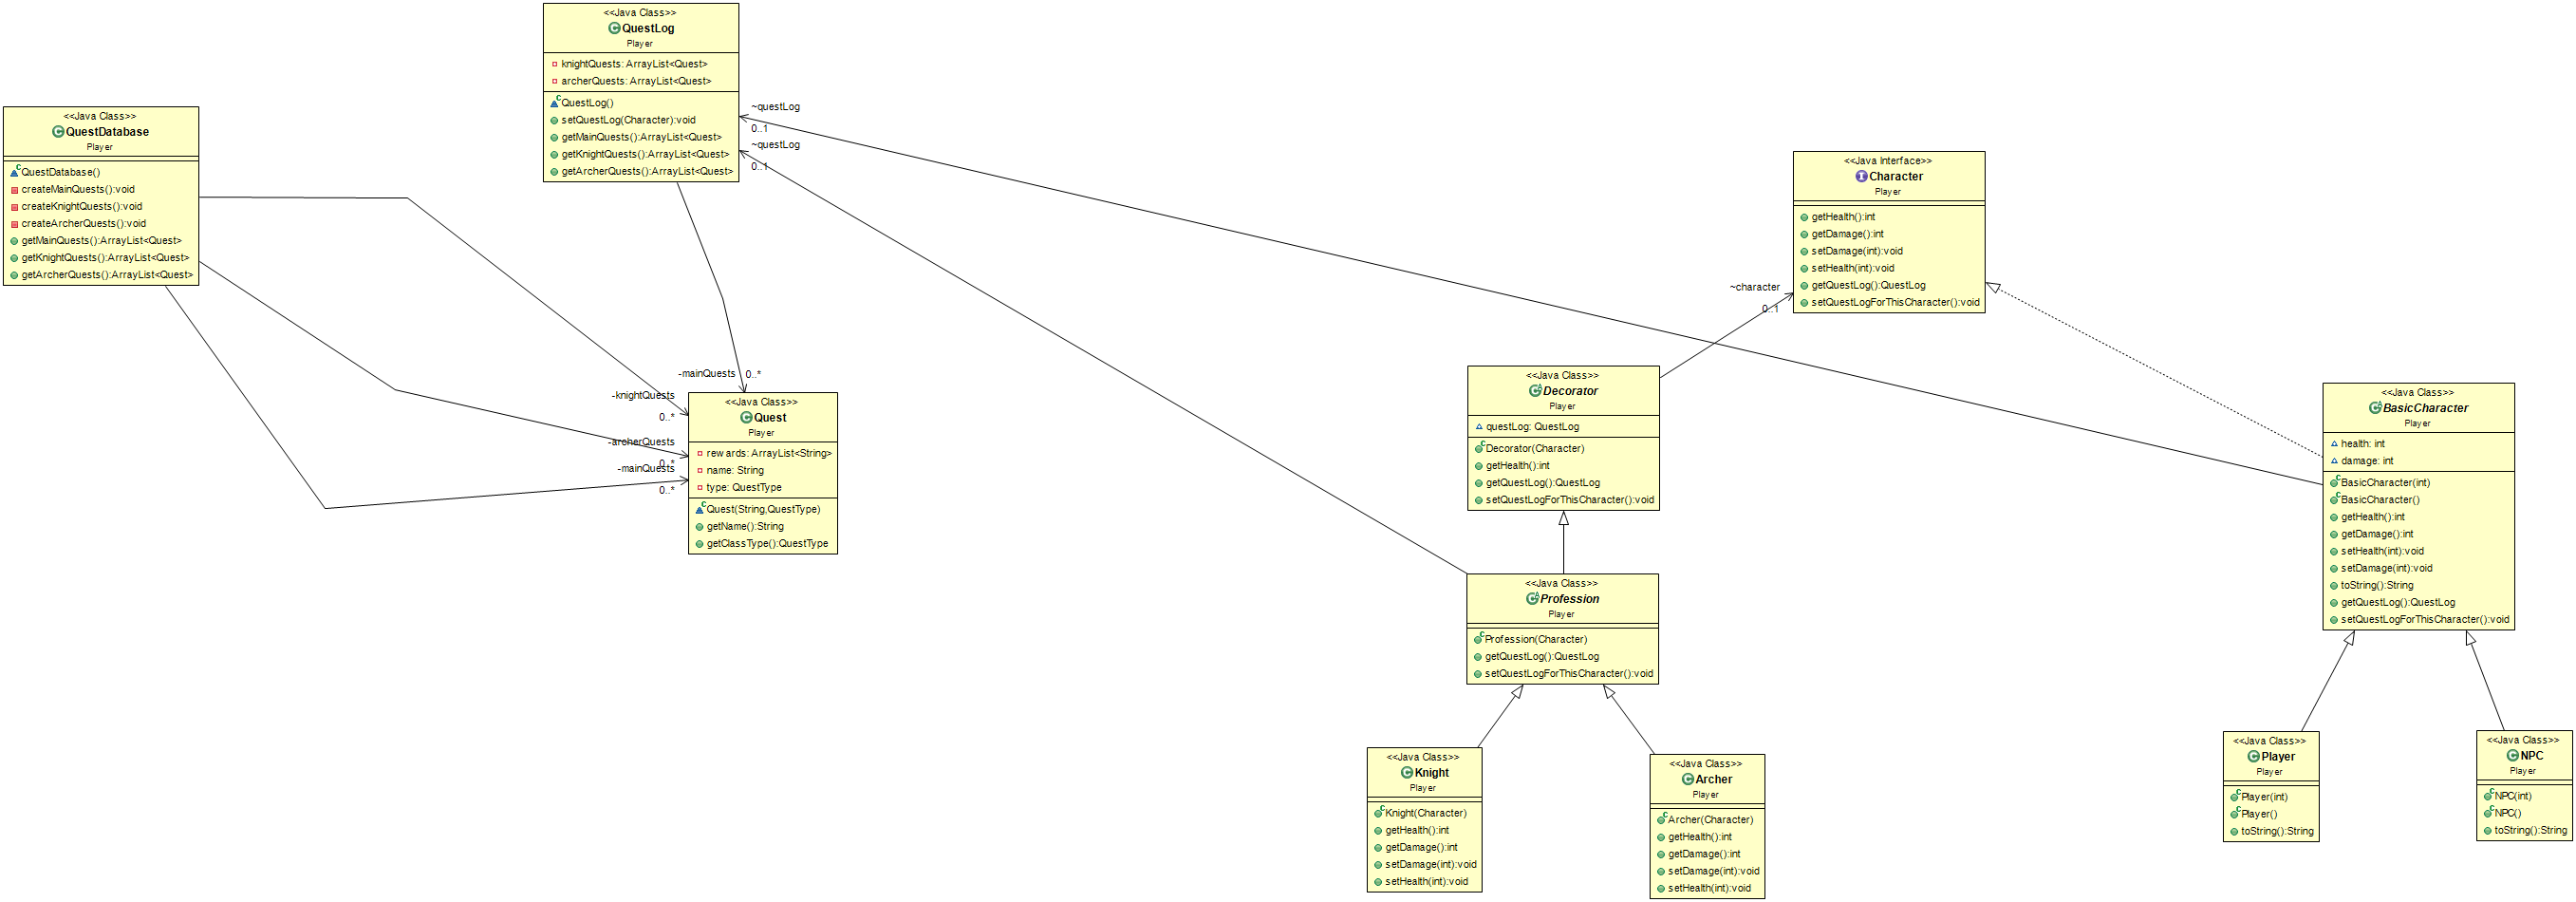 <<Java Class>>
QuestLog
Player
knightQuests: ArrayList<Quest>
archerQuests: ArrayList<Quest>
QuestLog()
setQuestLog(Character):void
getMainQuests():ArrayList<Quest>
getKnightQuests():ArrayList<Quest>
getArcherQuests():ArrayList<Quest>
<<Java Class>>
QuestDatabase
Player
QuestDatabase()
createMainQuests():void
createKnightQuests():void
createArcherQuests():void
getMainQuests():ArrayList<Quest>
getKnightQuests():ArrayList<Quest>
getArcherQuests():ArrayList<Quest>
~questLog
0..1
~questLog
0..1
<<Java Interface>>
Character
Player
getHealth():int
getDamage():int
setDamage(int):void
setHealth(int):void
getQuestLog():QuestLog
setQuestLogForThisCharacter():void
~character
0..1
-mainQuests
0..*
-knightQuests
0..*
-archerQuests
0..*
-mainQuests
0..*
<<Java Class>>
Quest
Player
rewards: ArrayList<String>
name: String
type: QuestType
Quest(String,QuestType)
getName():String
getClassType():QuestType
<<Java Class>>
Decorator
Player
questLog: QuestLog
Decorator(Character)
getHealth():int
getQuestLog():QuestLog
setQuestLogForThisCharacter():void
<<Java Class>>
BasicCharacter
Player
health: int
damage: int
BasicCharacter(int)
BasicCharacter()
getHealth():int
getDamage():int
setHealth(int):void
setDamage(int):void
toString():String
getQuestLog():QuestLog
setQuestLogForThisCharacter():void
<<Java Class>>
Profession
Player
Profession(Character)
getQuestLog():QuestLog
setQuestLogForThisCharacter():void
<<Java Class>>
Knight
Player
Knight(Character)
getHealth():int
getDamage():int
setDamage(int):void
setHealth(int):void
<<Java Class>>
Archer
Player
Archer(Character)
getHealth():int
getDamage():int
setDamage(int):void
setHealth(int):void
<<Java Class>>
Player
Player
Player(int)
Player()
toString():String
<<Java Class>>
NPC
Player
NPC(int)
NPC()
toString():String